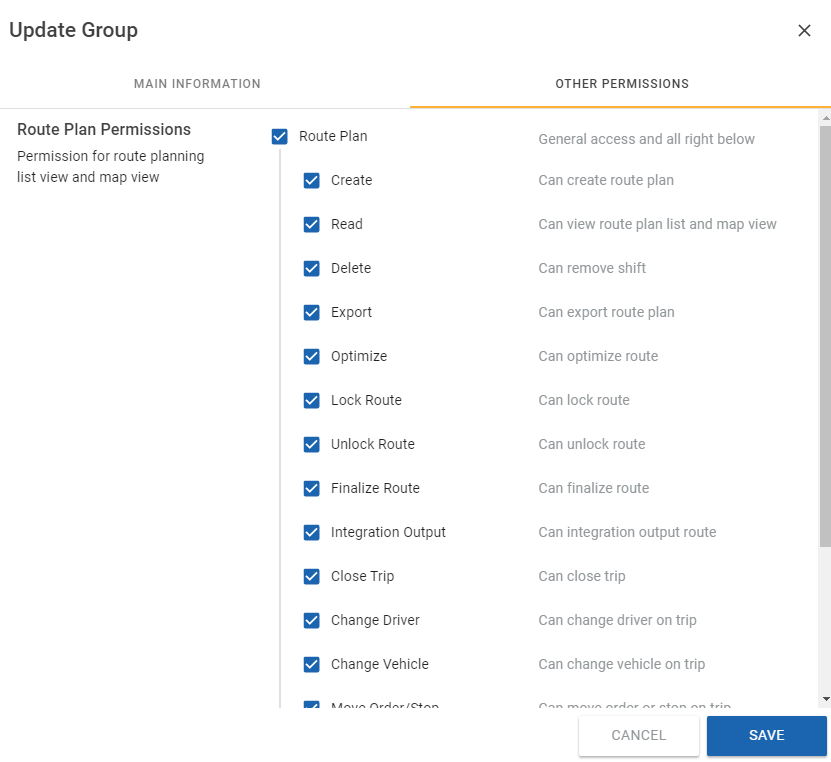 Update Group
MAIN INFORMATION
OTHER PERMISSIONS
Route Plan Permissions
Permission for route planning
list view and map view
Route Plan General access and all right below
Create Can create route plan
Read Can view route plan list and map view
Delete Can remove shift
Export Can export route plan
Optimize Can optimize route
Lock Route Can lock route
Unlock Route Can unlock route
Finalize Route Can finalize route
Integration Output Can integration output route
Close Trip Can close trip
Change Driver Can change driver on trip
Change Vehicle Can change vehicle on trip
Move Order/Stop Can move order or stop on trip
CANCEL
SAVE